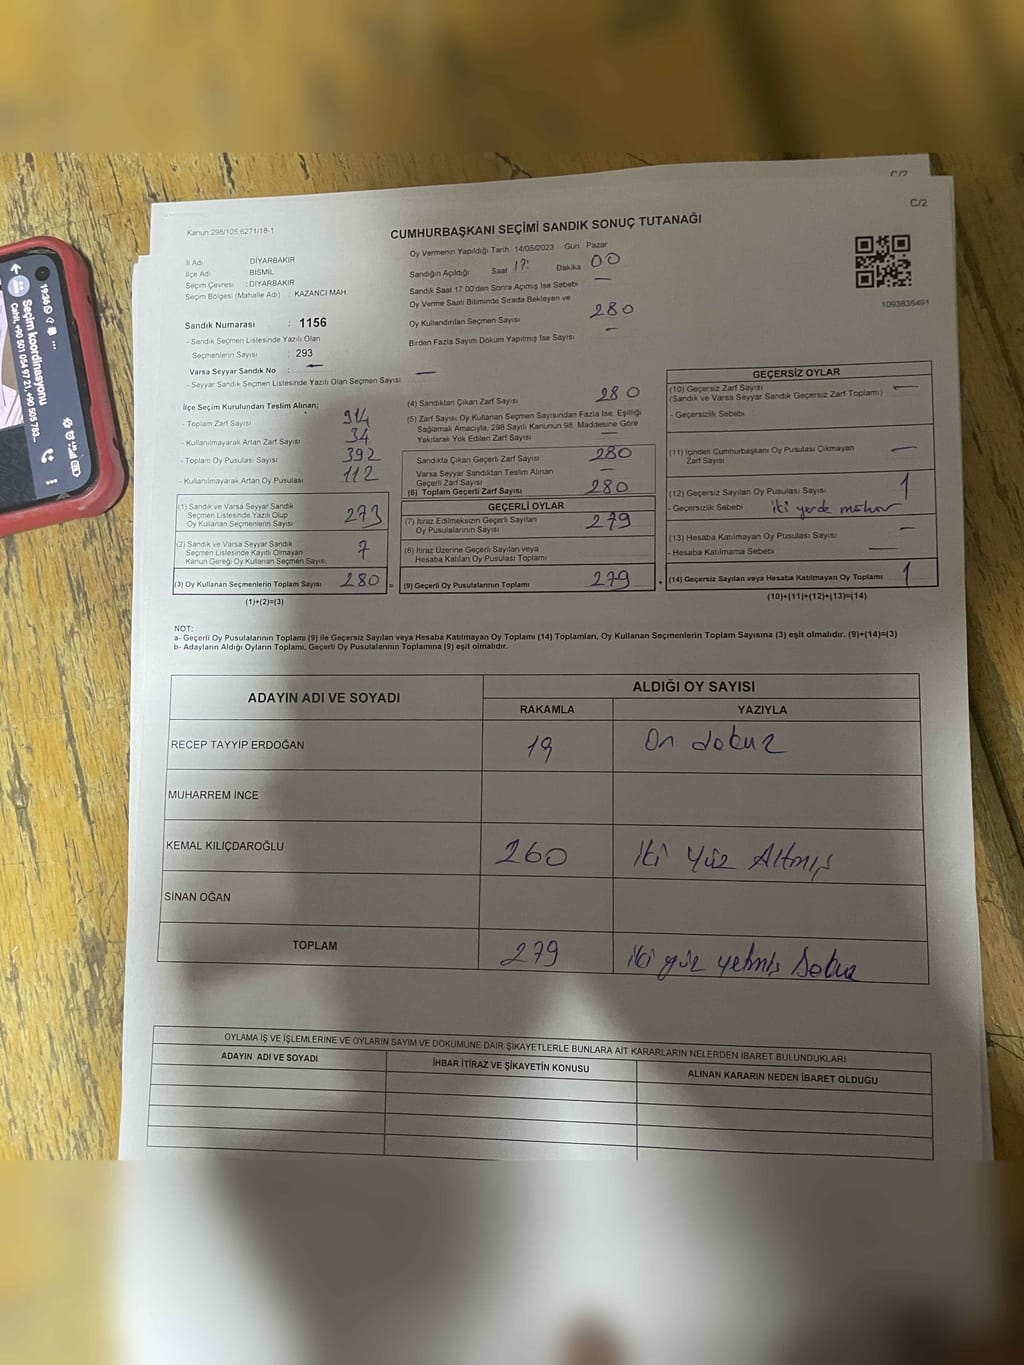 C/2
C/2
Kanun:298/105,6271/18-1
CUMHURBAŞKANI SEÇİMİ SANDIK SONUÇ TUTANAĞI
İl Adı DİYARBAKIR
İlçe Adı BİSMİL
Seçim Çevresi : DİYARBAKIR
Seçim Bölgesi (Mahalle Adı) : KAZANCI MAH.
Oy Vermenin Yapıldığı Tarih 14/05/2023 Gün Pazar
Sandığın Açıldığı Saat 17: Dakika 00
Sandık Saat 17.00'den Sonra Açılmış İse Sebebi —
Oy Verme Saati Bitiminde Sırada Bekleyen ve
Oy Kullandırılan Seçmen Sayısı 280
Birden Fazla Sayım Döküm Yapılmış İse Sayısı —
1093835491
Sandık Numarası : 1156
- Sandık Seçmen Listesinde Yazılı Olan
Seçmenlerin Sayısı : 293
Varsa Seyyar Sandık No : —
- Seyyar Sandık Seçmen Listesinde Yazılı Olan Seçmen Sayısı —
İlçe Seçim Kurulundan Teslim Alınan;
- Toplam Zarf Sayısı 314
- Kullanılmayarak Artan Zarf Sayısı 34
- Toplam Oy Pusulası Sayısı 392
- Kullanılmayarak Artan Oy Pusulası 112
(1) Sandık ve Varsa Seyyar Sandık
Seçmen Listesinde Yazılı Olup
Oy Kullanan Seçmenlerin Sayısı 273
(2) Sandık ve Varsa Seyyar Sandık
Seçmen Listesinde Kayıtlı Olmayan
Kanun Gereği Oy Kullanan Seçmen Sayısı 7
(3) Oy Kullanan Seçmenlerin Toplam Sayısı 280 =
(1)+(2)=(3)
(4) Sandıktan Çıkan Zarf Sayısı 280
(5) Zarf Sayısı Oy Kullanan Seçmen Sayısından Fazla İse, Eşitliği
Sağlamak Amacıyla, 298 Sayılı Kanunun 98. Maddesine Göre
Yakılarak Yok Edilen Zarf Sayısı —
Sandıkta Çıkan Geçerli Zarf Sayısı 280
Varsa Seyyar Sandıktan Teslim Alınan
Geçerli Zarf Sayısı —
(6) Toplam Geçerli Zarf Sayısı 280
GEÇERLİ OYLAR
(7) İtiraz Edilmeksizin Geçerli Sayılan
Oy Pusulalarının Sayısı 279
(8) İtiraz Üzerine Geçerli Sayılan veya
Hesaba Katılan Oy Pusulası Toplamı
(9) Geçerli Oy Pusulalarının Toplamı 279
GEÇERSİZ OYLAR
(10) Geçersiz Zarf Sayısı —
(Sandık ve Varsa Seyyar Sandık Geçersiz Zarf Toplamı)
- Geçersizlik Sebebi
(11) İçinden Cumhurbaşkanı Oy Pusulası Çıkmayan
Zarf Sayısı —
(12) Geçersiz Sayılan Oy Pusulası Sayısı 1
- Geçersizlik Sebebi iki yerde mühür
(13) Hesaba Katılmayan Oy Pusulası Sayısı —
- Hesaba Katılmama Sebebi —
(14) Geçersiz Sayılan veya Hesaba Katılmayan Oy Toplamı 1
(10)+(11)+(12)+(13)=(14)
NOT:
a- Geçerli Oy Pusulalarının Toplamı (9) ile Geçersiz Sayılan veya Hesaba Katılmayan Oy Toplamı (14) Toplamları, Oy Kullanan Seçmenlerin Toplam Sayısına (3) eşit olmalıdır. (9)+(14)=(3)
b- Adayların Aldığı Oyların Toplamı, Geçerli Oy Pusulalarının Toplamına (9) eşit olmalıdır.
ADAYIN ADI VE SOYADI ALDIĞI OY SAYISI
RAKAMLA YAZIYLA
RECEP TAYYİP ERDOĞAN 19 On dokuz
MUHARREM İNCE
KEMAL KILIÇDAROĞLU 260 iki yüz Altmış
SİNAN OĞAN
TOPLAM 279 iki yüz yetmiş Dokuz
OYLAMA İŞ VE İŞLEMLERİNE VE OYLARIN SAYIM VE DÖKÜMÜNE DAİR ŞİKAYETLERLE BUNLARA AİT KARARLARIN NELERDEN İBARET BULUNDUKLARI
ADAYIN ADI VE SOYADI İHBAR İTİRAZ VE ŞİKAYETİN KONUSU ALINAN KARARIN NEDEN İBARET OLDUĞU
19:26
Seçim koordinasyonu
Cahit, +90 501 054 97 21, +90 505 763...